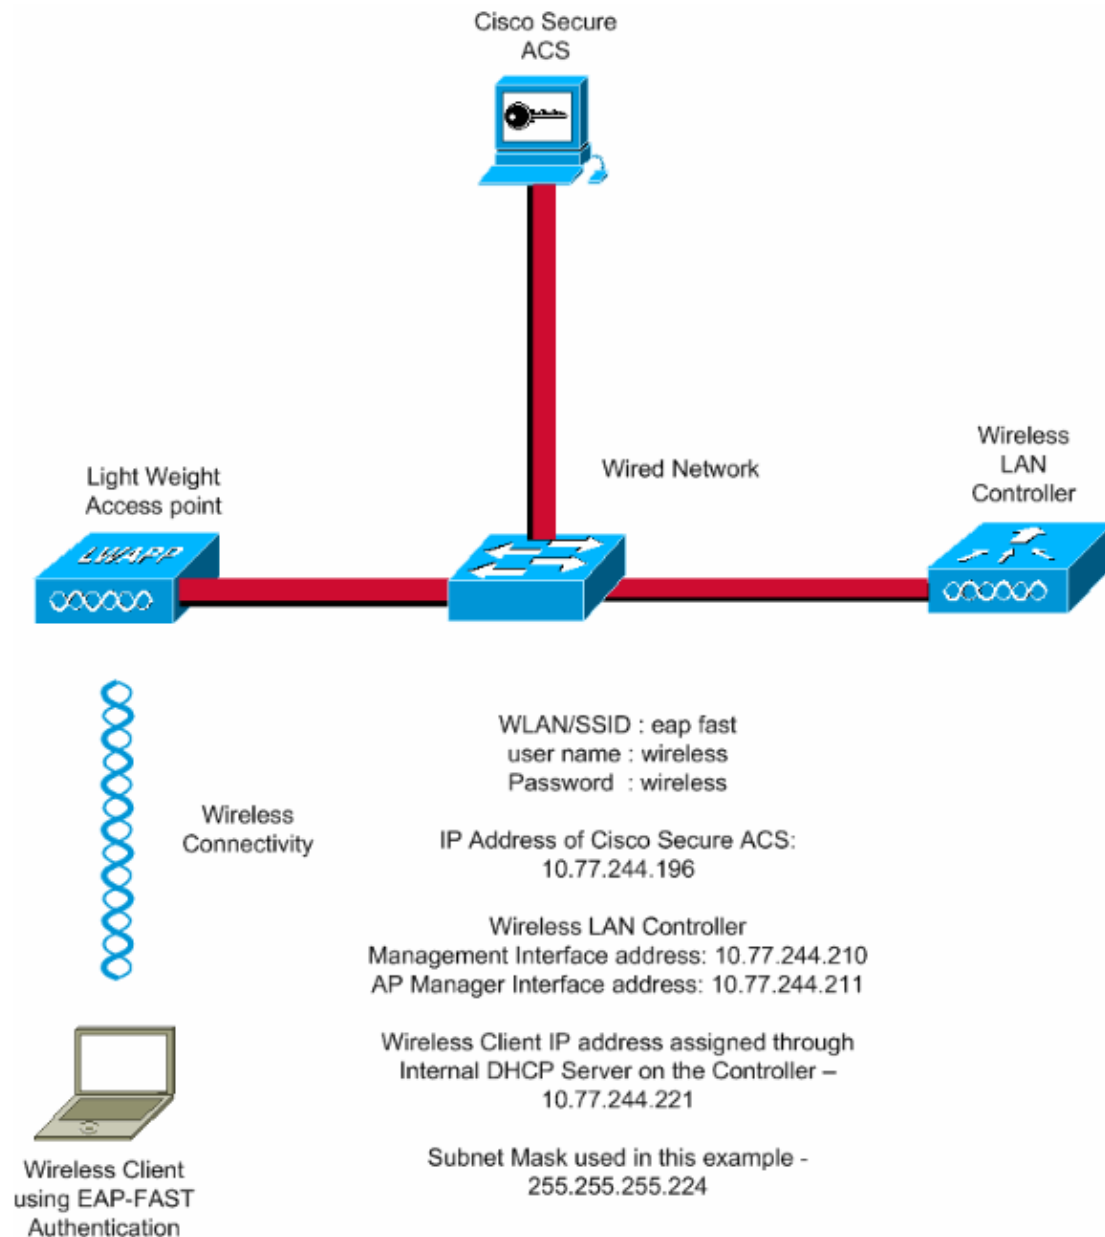 Cisco Secure
ACS
Wired Network
Wireless
LAN
Controller
Light Weight
Access point
LWAPP
WLAN/SSID : eap fast
user name : wireless
Password : wireless
Wireless
Connectivity
IP Address of Cisco Secure ACS:
10.77.244.196
Wireless LAN Controller
Management Interface address: 10.77.244.210
AP Manager Interface address: 10.77.244.211
Wireless Client IP address assigned through
Internal DHCP Server on the Controller –
10.77.244.221
Subnet Mask used in this example -
255.255.255.224
Wireless Client
using EAP-FAST
Authentication